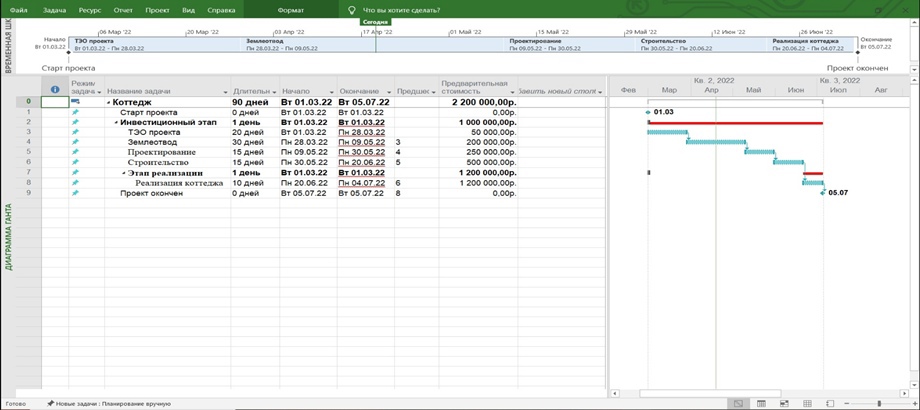 Файл Задача Ресурс Отчет Проект Вид Справка Формат Что вы хотите сделать?
Сегодня
06 Мар '22 20 Мар '22 03 Апр '22 17 Апр '22 01 Май '22 15 Май '22 29 Май '22 12 Июн '22 26 Июн '22
Начало
Вт 01.03.22
ТЭО проекта
Вт 01.03.22 - Пн 28.03.22
Землеотвод
Пн 28.03.22 - Пн 09.05.22
Проектирование
Пн 09.05.22 - Пн 30.05.22
Строительство
Пн 30.05.22 - Пн 20.06.22
Реализация коттеджа
Пн 20.06.22 - Пн 04.07.22
Окончание
Вт 05.07.22
Старт проекта Проект окончен
ВРЕМЕННАЯ ШК
Режим задач Название задачи Длительн Начало Окончание Предшес Предварительная стоимость бавить новый стол
0 Коттедж 90 дней Вт 01.03.22 Вт 05.07.22 2 200 000,00р.
1 Старт проекта 0 дней Вт 01.03.22 Вт 01.03.22 0,00р.
2 Инвестиционный этап 1 день Вт 01.03.22 Вт 01.03.22 1 000 000,00р.
3 ТЭО проекта 20 дней Вт 01.03.22 Пн 28.03.22 50 000,00р.
4 Землеотвод 30 дней Пн 28.03.22 Пн 09.05.22 3 200 000,00р.
5 Проектирование 15 дней Пн 09.05.22 Пн 30.05.22 4 250 000,00р.
6 Строительство 15 дней Пн 30.05.22 Пн 20.06.22 5 500 000,00р.
7 Этап реализации 1 день Вт 01.03.22 Вт 01.03.22 1 200 000,00р.
8 Реализация коттеджа 10 дней Пн 20.06.22 Пн 04.07.22 6 1 200 000,00р.
9 Проект окончен 0 дней Вт 05.07.22 Вт 05.07.22 8 0,00р.
Кв. 2, 2022 Кв. 3, 2022
Фев Мар Апр Май Июн Июл Авг
01.03
05.07
ДИАГРАММА ГАНТА
Готово Новые задачи : Планирование вручную